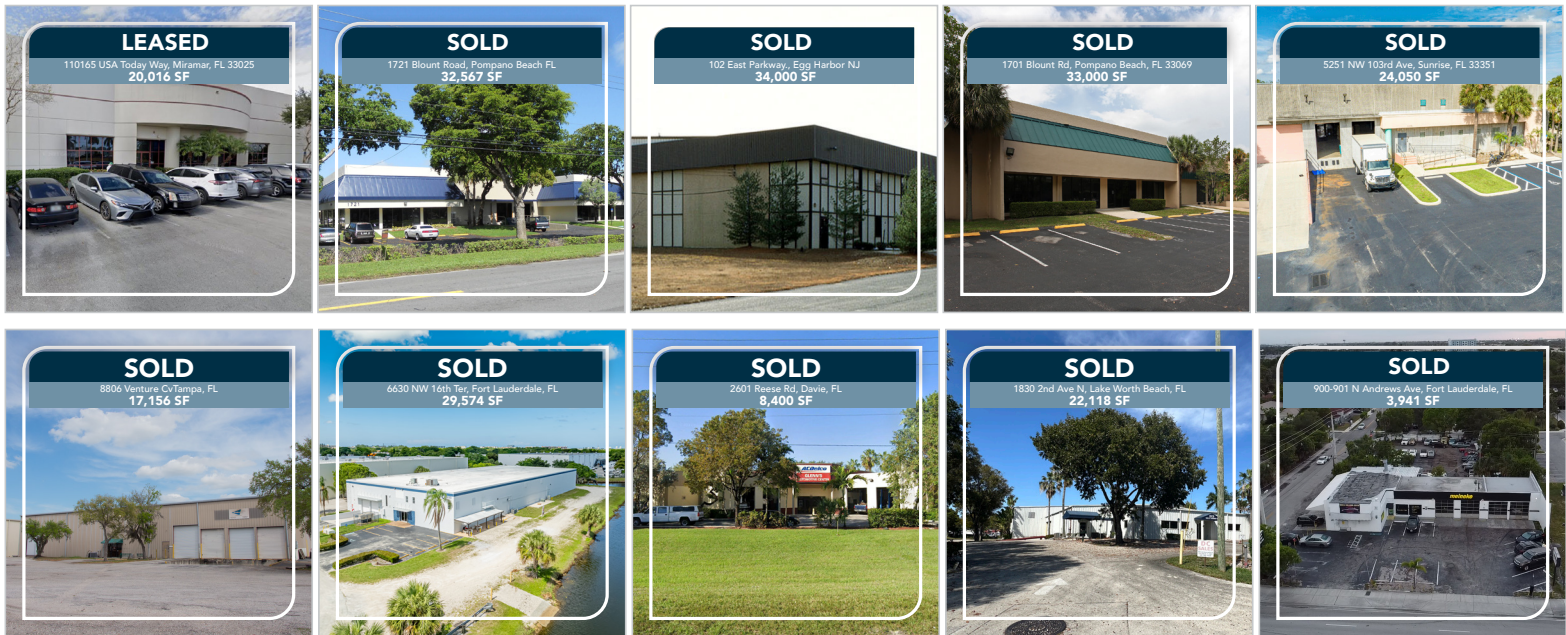 LEASED
110165 USA Today Way, Miramar, FL 33025
20,016 SF
SOLD
1721 Blount Road, Pompano Beach FL
32,567 SF
1721
SOLD
102 East Parkway., Egg Harbor NJ
34,000 SF
SOLD
1701 Blount Rd, Pompano Beach, FL 33069
33,000 SF
SOLD
5251 NW 103rd Ave, Sunrise, FL 33351
24,050 SF
SOLD
8806 Venture CvTampa, FL
17,156 SF
SOLD
6630 NW 16th Ter, Fort Lauderdale, FL
29,574 SF
SOLD
2601 Reese Rd, Davie, FL
8,400 SF
ACDelco
SOLD
1830 2nd Ave N, Lake Worth Beach, FL
22,118 SF
SOLD
900-901 N Andrews Ave, Fort Lauderdale, FL
3,941 SF
meineke